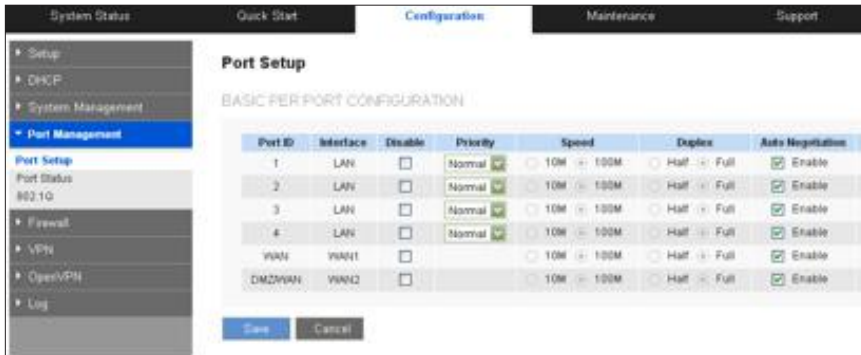 System Status Quick Start Configuration Maintenance Support
Setup
DHCP
System Management
Port Management
Port Setup
Port Status
802.1Q
Firewall
VPN
OpenVPN
Log
Port Setup
BASIC PER PORT CONFIGURATION
Port ID Interface Disable Priority Speed Duplex Auto Negotiation
1 LAN Normal 10M 100M Half Full Enable
2 LAN Normal 10M 100M Half Full Enable
3 LAN Normal 10M 100M Half Full Enable
4 LAN Normal 10M 100M Half Full Enable
WAN WAN1 10M 100M Half Full Enable
DMZ/WAN WAN2 10M 100M Half Full Enable
Save Cancel